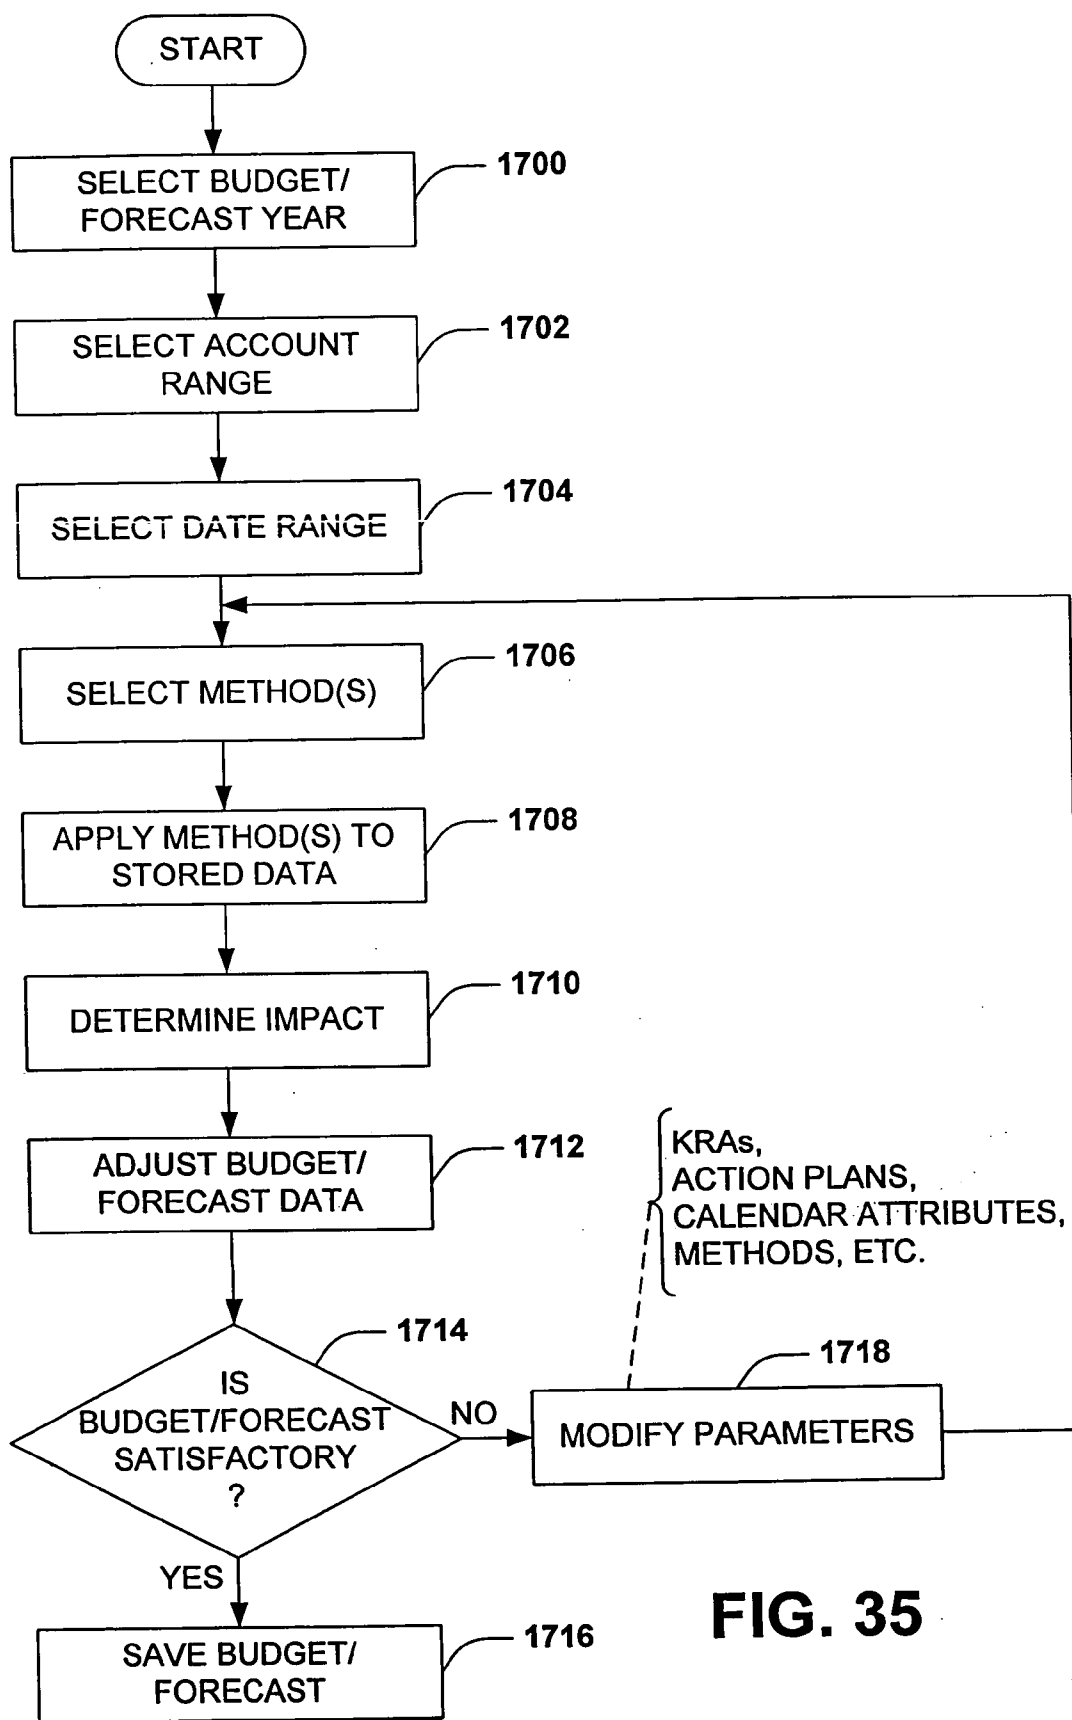 START
1700
SELECT BUDGET/
FORECAST YEAR
1702
SELECT ACCOUNT
RANGE
1704
SELECT DATE RANGE
1706
SELECT METHOD(S)
1708
APPLY METHOD(S) TO
STORED DATA
1710
DETERMINE IMPACT
1712
ADJUST BUDGET/
FORECAST DATA
KRAs,
ACTION PLANS,
CALENDAR ATTRIBUTES,
METHODS, ETC.
1714
IS
BUDGET/FORECAST
SATISFACTORY
?
NO
1718
MODIFY PARAMETERS
YES
1716
SAVE BUDGET/
FORECAST
FIG. 35